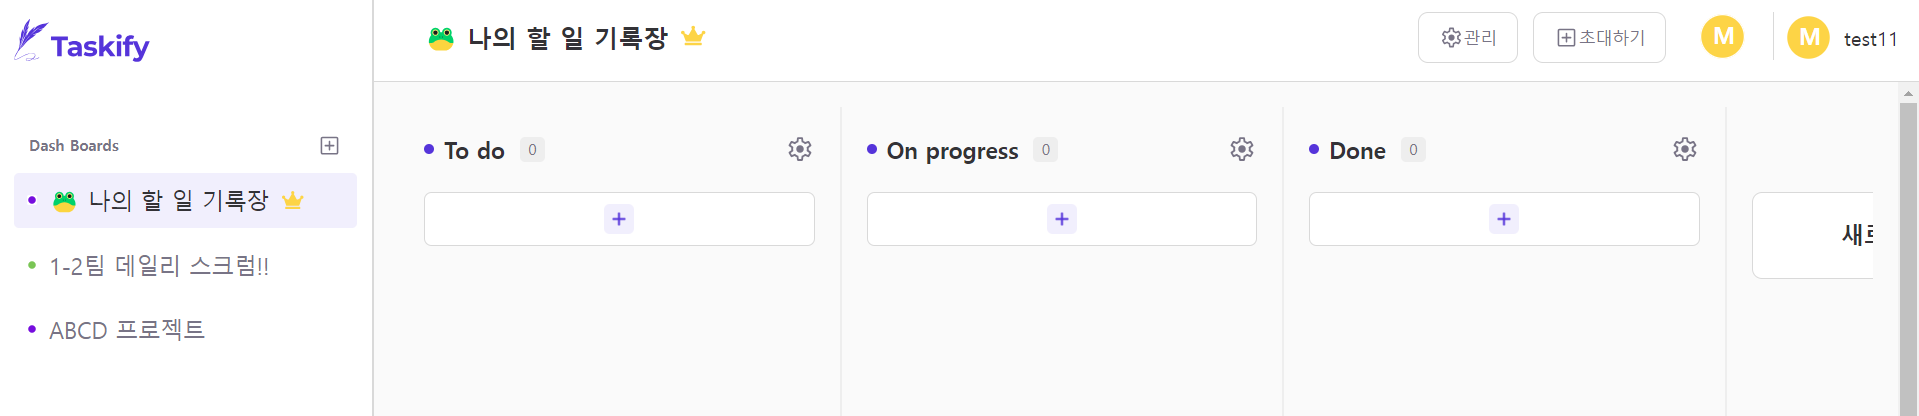 Taskify
🐸 나의 할 일 기록장
관리
초대하기
M
M
test11
Dash Boards
🐸 나의 할 일 기록장
1-2팀 데일리 스크럼!!
ABCD 프로젝트
To do 0
On progress 0
Done 0